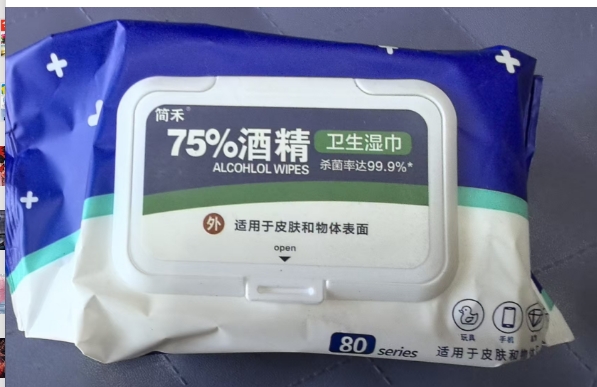 简禾®
75%酒精 卫生湿巾
ALCOHLOL WIPES 杀菌率达99.9%*
外 适用于皮肤和物体表面
open
玩具 手机
80 series 适用于皮肤和物